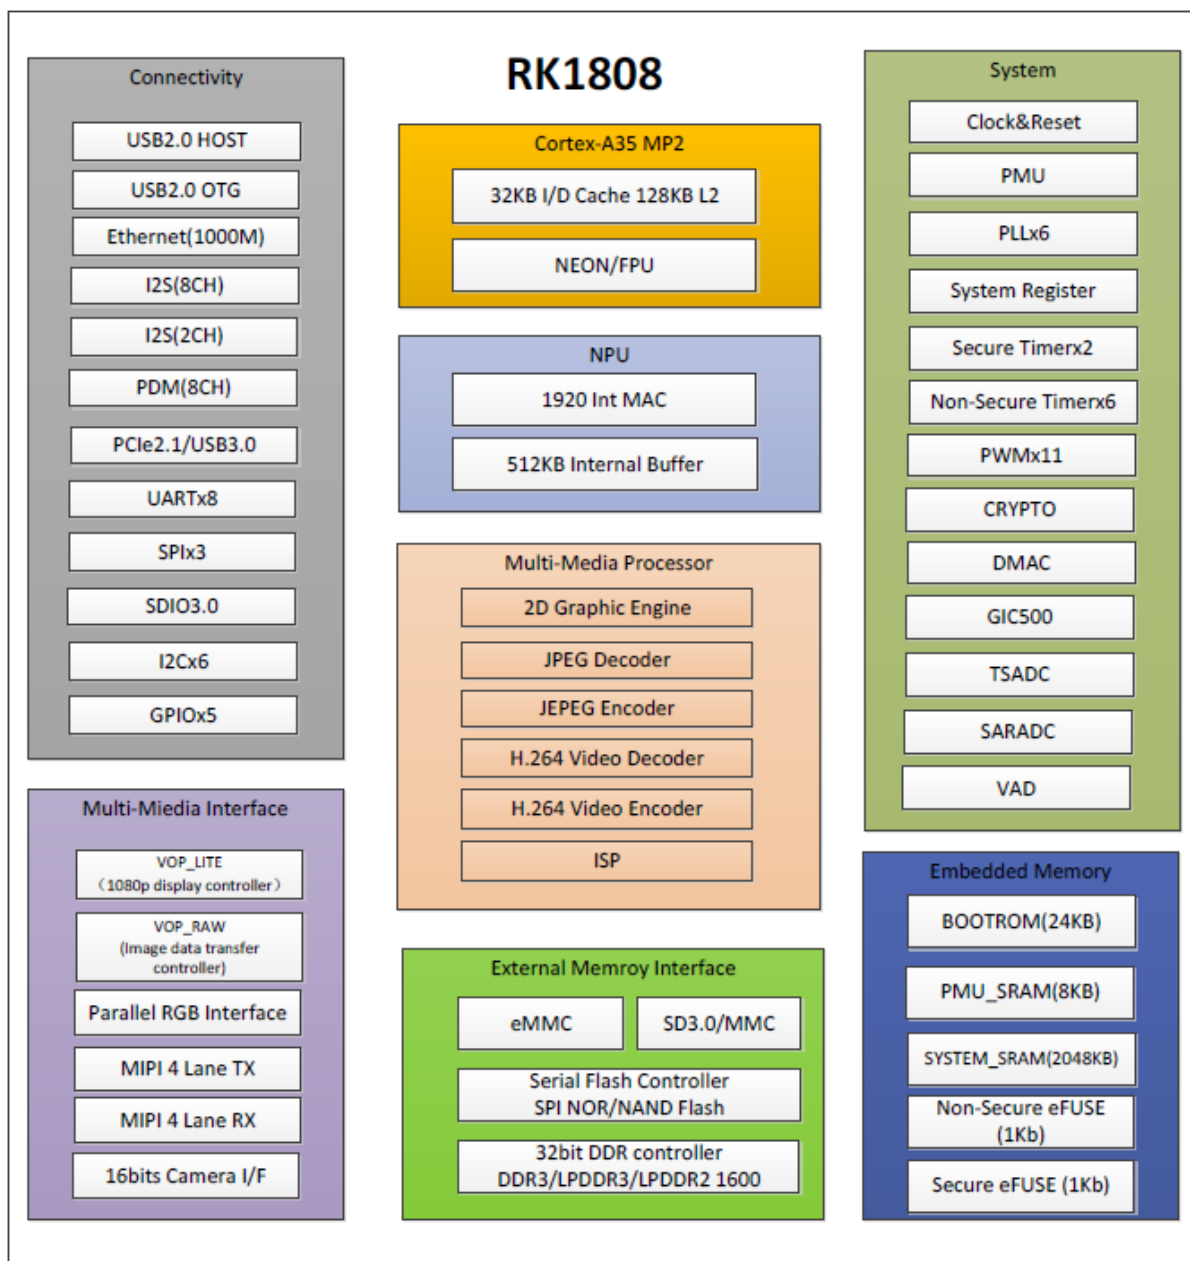 RK1808
Connectivity
USB2.0 HOST
USB2.0 OTG
Ethernet(1000M)
I2S(8CH)
I2S(2CH)
PDM(8CH)
PCIe2.1/USB3.0
UARTx8
SPIx3
SDIO3.0
I2Cx6
GPIOx5
Multi-Miedia Interface
VOP_LITE
（1080p display controller）
VOP_RAW
(Image data transfer
controller)
Parallel RGB Interface
MIPI 4 Lane TX
MIPI 4 Lane RX
16bits Camera I/F
Cortex-A35 MP2
32KB I/D Cache 128KB L2
NEON/FPU
NPU
1920 Int MAC
512KB Internal Buffer
Multi-Media Processor
2D Graphic Engine
JPEG Decoder
JEPEG Encoder
H.264 Video Decoder
H.264 Video Encoder
ISP
External Memroy Interface
eMMC
SD3.0/MMC
Serial Flash Controller
SPI NOR/NAND Flash
32bit DDR controller
DDR3/LPDDR3/LPDDR2 1600
System
Clock&Reset
PMU
PLLx6
System Register
Secure Timerx2
Non-Secure Timerx6
PWMx11
CRYPTO
DMAC
GIC500
TSADC
SARADC
VAD
Embedded Memory
BOOTROM(24KB)
PMU_SRAM(8KB)
SYSTEM_SRAM(2048KB)
Non-Secure eFUSE
(1Kb)
Secure eFUSE (1Kb)